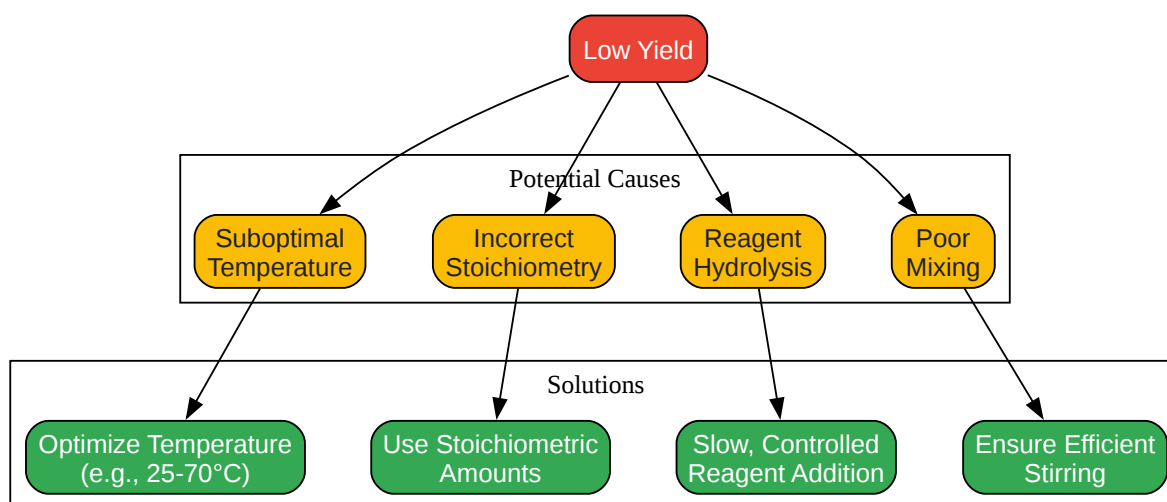 Low Yield
Potential Causes
Suboptimal
Temperature
Incorrect
Stoichiometry
Reagent
Hydrolysis
Poor
Mixing
Solutions
Optimize Temperature
(e.g., 25-70°C)
Use Stoichiometric
Amounts
Slow, Controlled
Reagent Addition
Ensure Efficient
Stirring